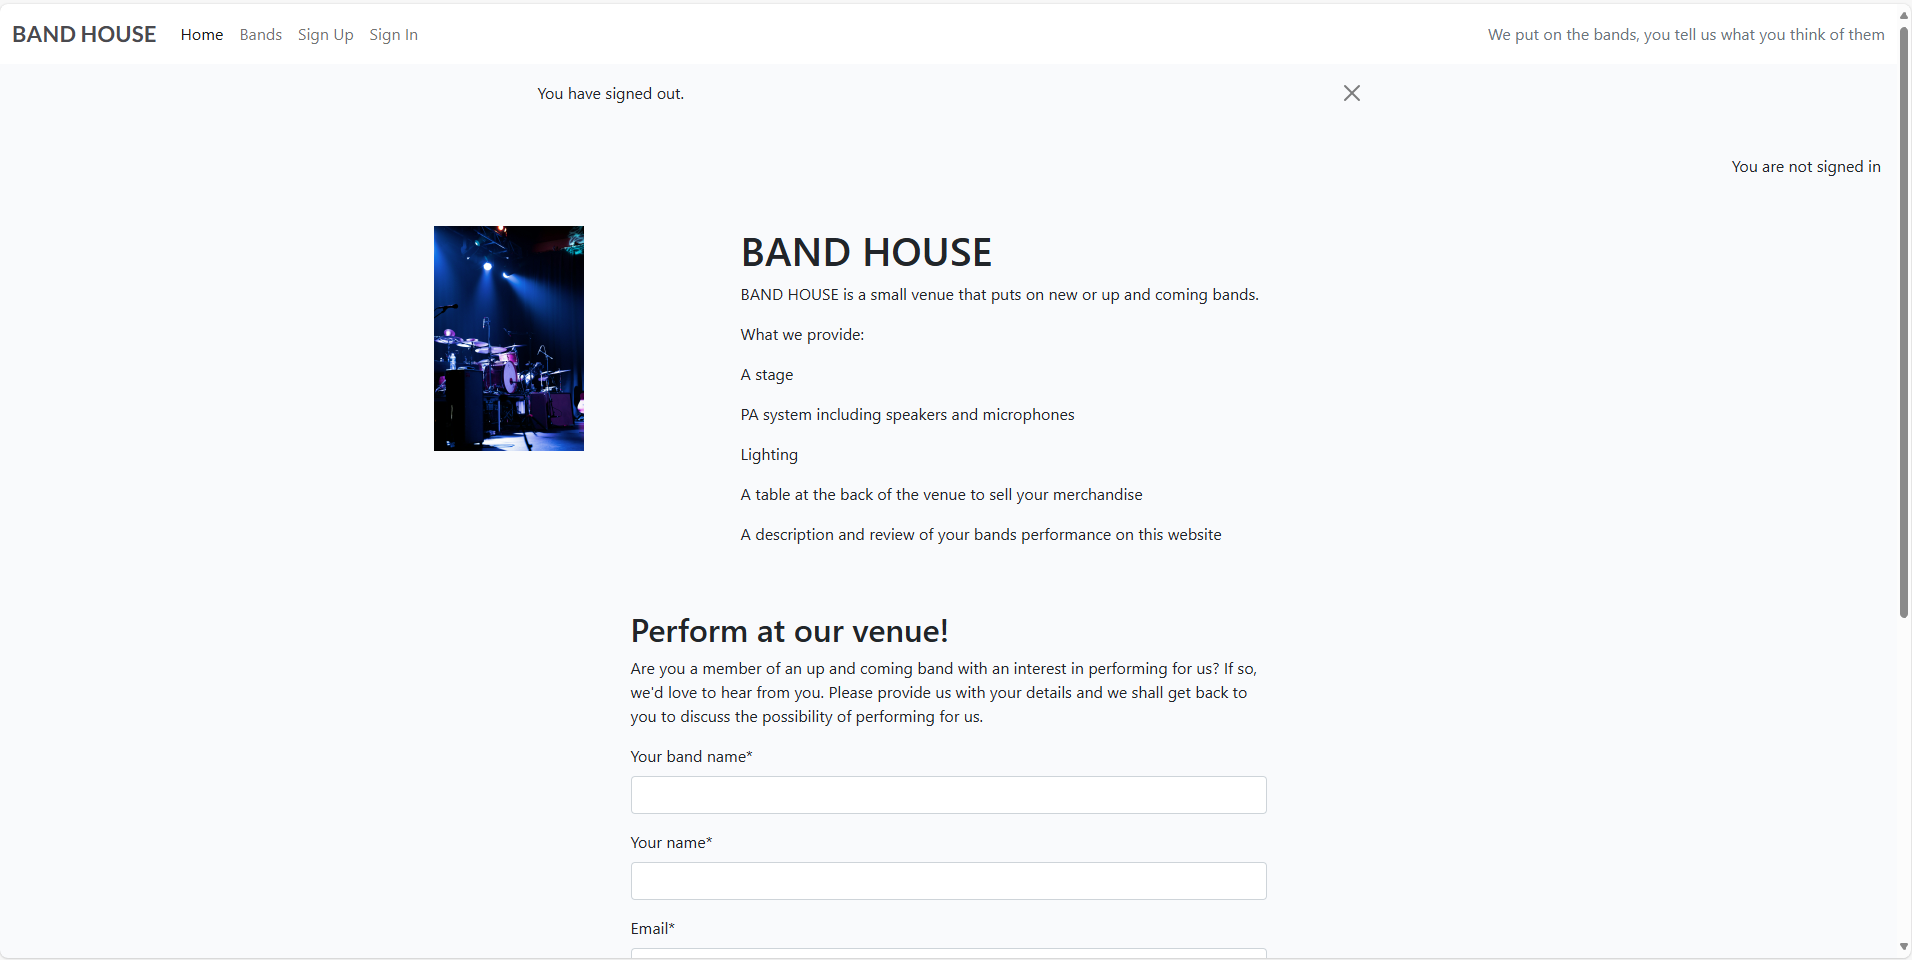 BAND HOUSE Home Bands Sign Up Sign In We put on the bands, you tell us what you think of them
You have signed out.
You are not signed in
BAND HOUSE
BAND HOUSE is a small venue that puts on new or up and coming bands.
What we provide:
A stage
PA system including speakers and microphones
Lighting
A table at the back of the venue to sell your merchandise
A description and review of your bands performance on this website
Perform at our venue!
Are you a member of an up and coming band with an interest in performing for us? If so,
we'd love to hear from you. Please provide us with your details and we shall get back to
you to discuss the possibility of performing for us.
Your band name*
Your name*
Email*